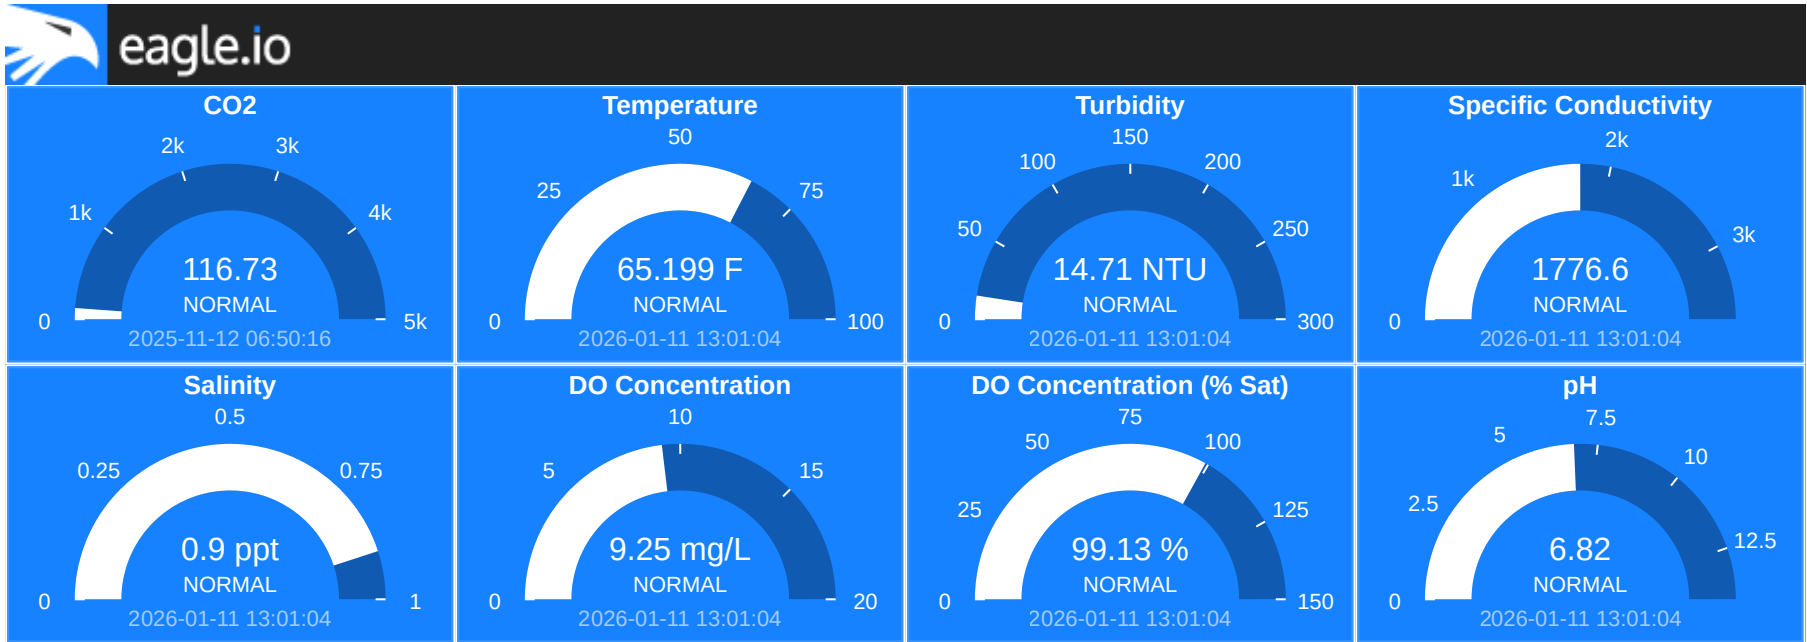 eagle.io
CO2
0
1k
2k
3k
4k
5k
116.73
NORMAL
2025-11-12 06:50:16
Temperature
0
25
50
75
100
65.199 F
NORMAL
2026-01-11 13:01:04
Turbidity
0
50
100
150
200
250
300
14.71 NTU
NORMAL
2026-01-11 13:01:04
Specific Conductivity
0
1k
2k
3k
1776.6
NORMAL
2026-01-11 13:01:04
Salinity
0
0.25
0.5
0.75
1
0.9 ppt
NORMAL
2026-01-11 13:01:04
DO Concentration
0
5
10
15
20
9.25 mg/L
NORMAL
2026-01-11 13:01:04
DO Concentration (% Sat)
0
25
50
75
100
125
150
99.13 %
NORMAL
2026-01-11 13:01:04
pH
0
2.5
5
7.5
10
12.5
6.82
NORMAL
2026-01-11 13:01:04